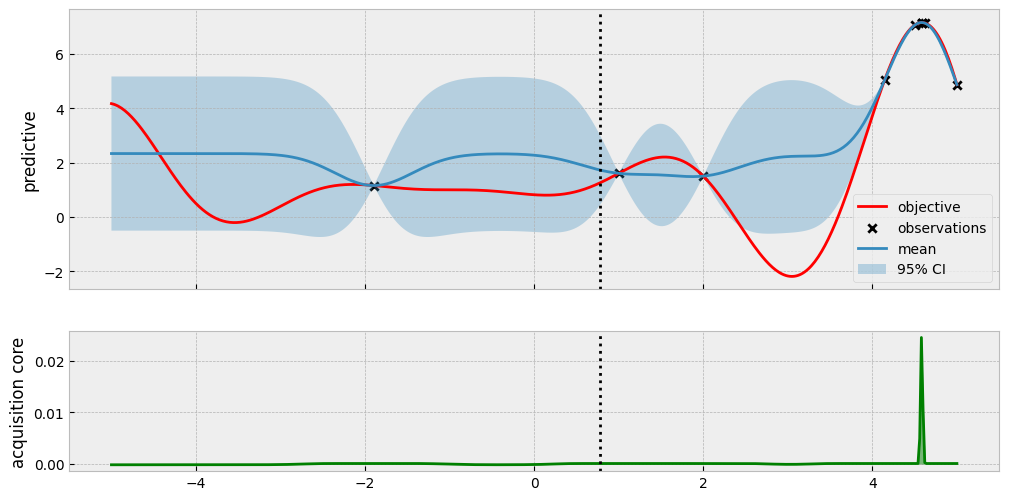 predictive
6
4
2
0
−2
objective
observations
mean
95% CI
acquisition core
0.02
0.01
0.00
−4 −2 0 2 4